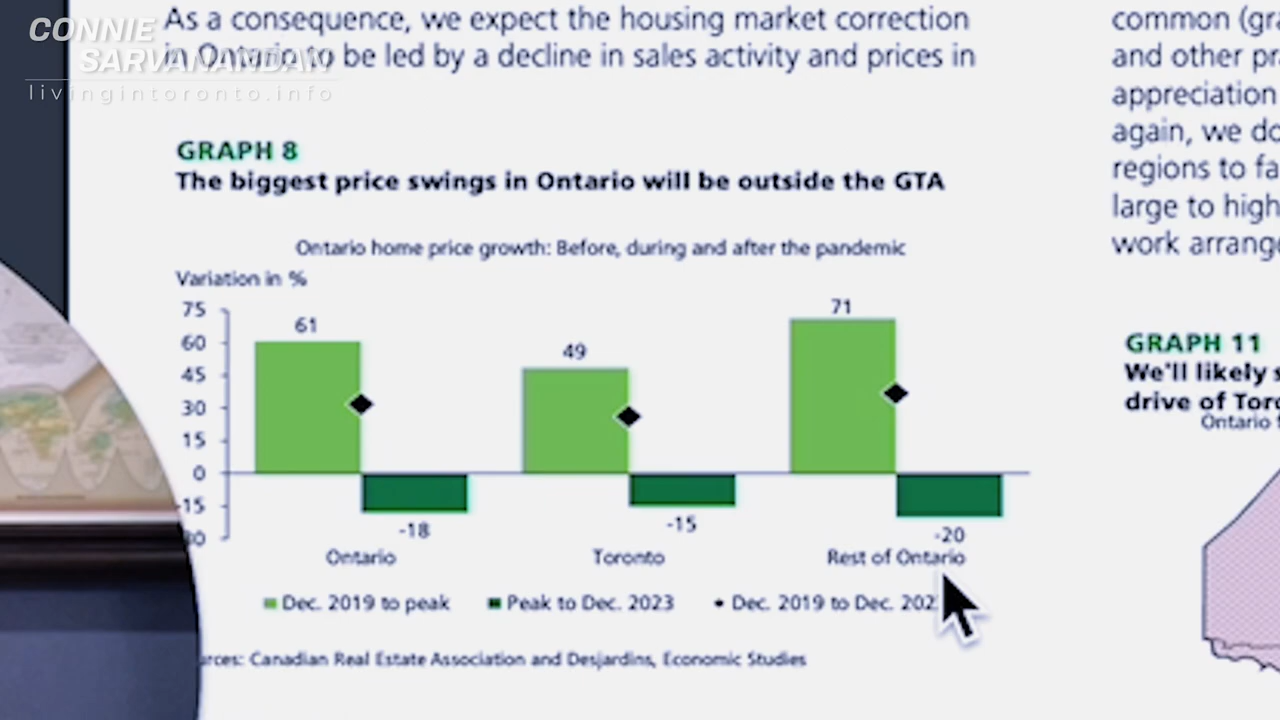 CONNIE
SARVANANDAN
livingintoronto.info
As a consequence, we expect the housing market correction
in Ontario to be led by a decline in sales activity and prices in
GRAPH 8
The biggest price swings in Ontario will be outside the GTA
Ontario home price growth: Before, during and after the pandemic
Variation in %
75
61
71
60
49
45
30
15
0
-15
-18
-15
-20
Ontario
Toronto
Rest of Ontario
Dec. 2019 to peak
Peak to Dec. 2023
Dec. 2019 to Dec.
Canadian Real Estate Association and Desjardins, Economic Studies
common
and other
appreciation
again, we
regions to
large to high
work
GRAPH 11
We'll likely
drive of
Ontario